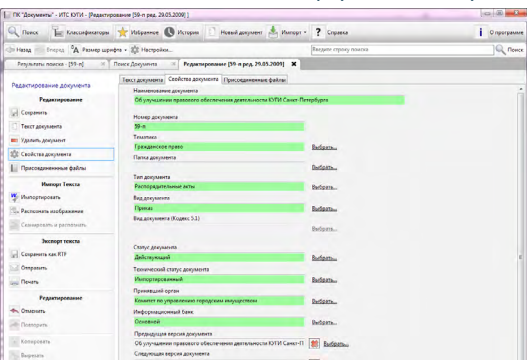 ПК "Документы" - ИТС КУГИ - [Редактирование [59-р ред. 29.05.2009] ]
Поиск Классификаторы Избранное История Новый документ Импорт ? Справка i О программе
Назад Вперед Размер шрифта Настройки... Введите строку поиска Поиск
Результаты поиска - [59-п] Поиск Документа Редактирование [59-р ред. 29.05.2009]
Редактирование документа
Текст документа Свойства документа Присоединенные файлы
Редактирование
Сохранить
Текст документа
Удалить документ
Свойства документа
Присоединенные файлы
Импорт Текста
Импортировать
Распознать изображение
Сканировать и распознать
Экспорт текста
Сохранить как RTF
Отправить
Печать
Редактирование
Отменить
Повторить
Копировать
Вырезать
Наименование документа
Об улучшении правового обеспечения деятельности КУГИ Санкт-Петербурга
Номер документа
59-р
Тематика
Гражданское право Выбрать...
Папка документа
Выбрать...
Тип документа
Распорядительные акты Выбрать...
Вид документа
Приказ Выбрать...
Вид документа (Кодекс 5.1)
Выбрать...
Статус документа
Действующий Выбрать...
Технический статус документа
Импортированный Выбрать...
Принявший орган
Комитет по управлению городским имуществом Выбрать...
Информационный банк
Основной Выбрать...
Предыдущая версия документа
Об улучшении правового обеспечения деятельности КУГИ Санкт-П Выбрать...
Следующая версия документа